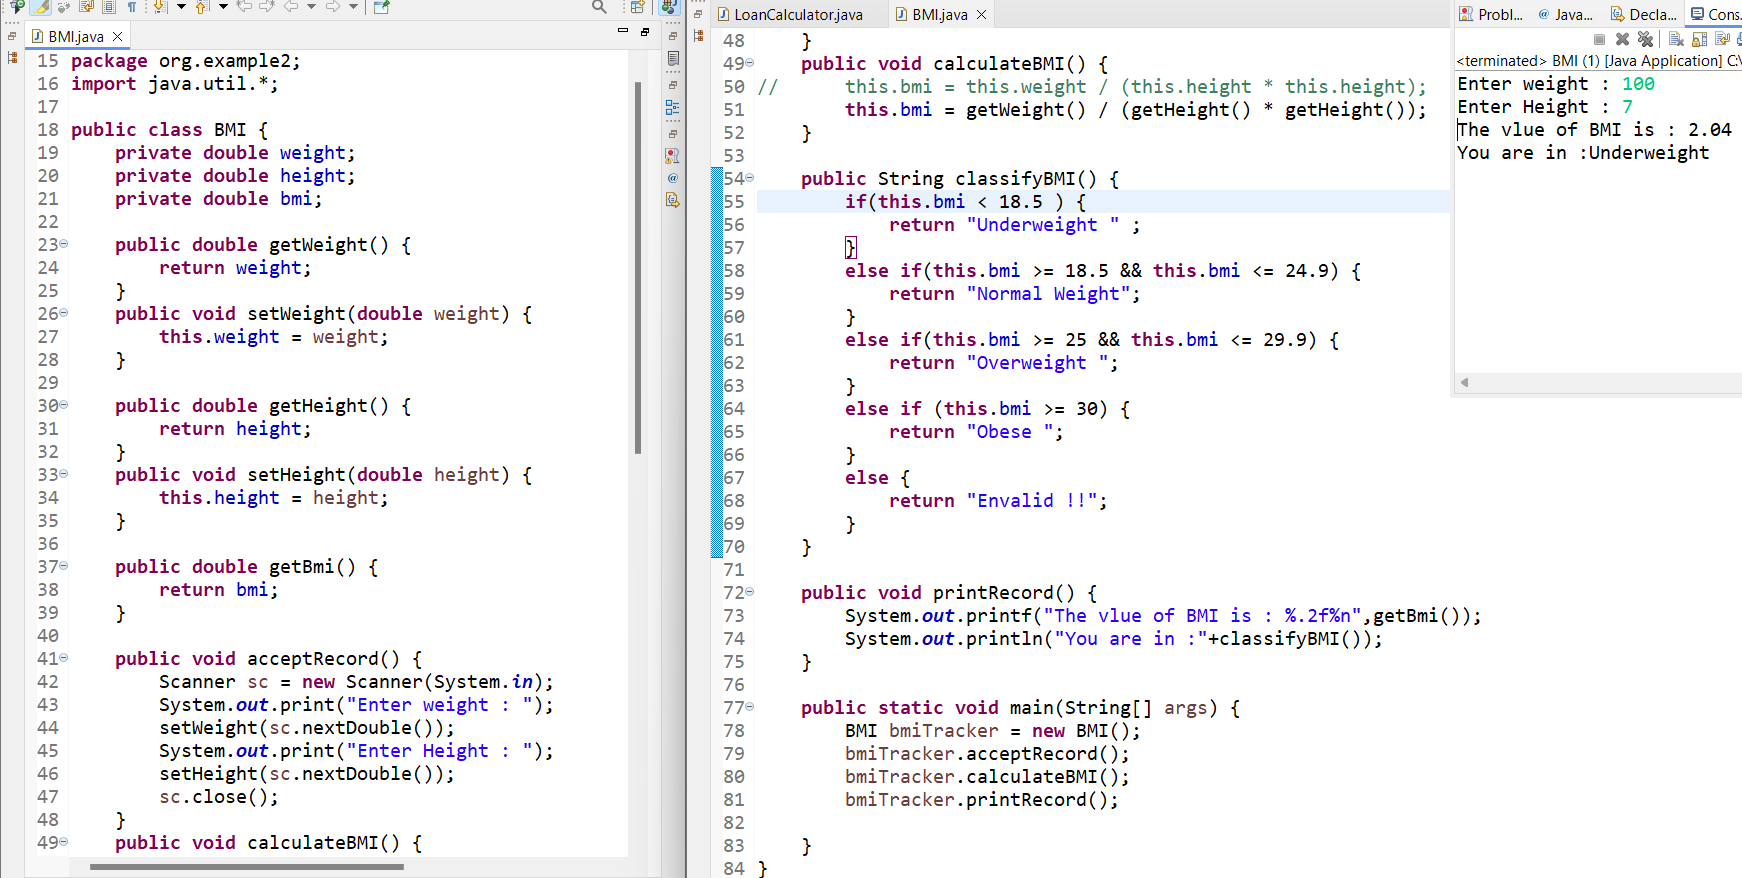 BMI.java
15 package org.example2;
16 import java.util.*;
17
18 public class BMI {
19     private double weight;
20     private double height;
21     private double bmi;
22
23     public double getWeight() {
24         return weight;
25     }
26     public void setWeight(double weight) {
27         this.weight = weight;
28     }
29
30     public double getHeight() {
31         return height;
32     }
33     public void setHeight(double height) {
34         this.height = height;
35     }
36
37     public double getBmi() {
38         return bmi;
39     }
40
41     public void acceptRecord() {
42         Scanner sc = new Scanner(System.in);
43         System.out.print("Enter weight : ");
44         setWeight(sc.nextDouble());
45         System.out.print("Enter Height : ");
46         setHeight(sc.nextDouble());
47         sc.close();
48     }
49     public void calculateBMI() {
LoanCalculator.java BMI.java
48     }
49     public void calculateBMI() {
50 //      this.bmi = this.weight / (this.height * this.height);
51         this.bmi = getWeight() / (getHeight() * getHeight());
52     }
53
54     public String classifyBMI() {
55         if(this.bmi < 18.5 ) {
56             return "Underweight " ;
57         }
58         else if(this.bmi >= 18.5 && this.bmi <= 24.9) {
59             return "Normal Weight";
60         }
61         else if(this.bmi >= 25 && this.bmi <= 29.9) {
62             return "Overweight ";
63         }
64         else if (this.bmi >= 30) {
65             return "Obese ";
66         }
67         else {
68             return "Envalid !!";
69         }
70     }
71
72     public void printRecord() {
73         System.out.printf("The vlue of BMI is : %.2f%n",getBmi());
74         System.out.println("You are in :"+classifyBMI());
75     }
76
77     public static void main(String[] args) {
78         BMI bmiTracker = new BMI();
79         bmiTracker.acceptRecord();
80         bmiTracker.calculateBMI();
81         bmiTracker.printRecord();
82
83     }
84 }
Probl... @ Java... Decla... Cons.
<terminated> BMI (1) [Java Application] C:\
Enter weight : 100
Enter Height : 7
The vlue of BMI is : 2.04
You are in :Underweight